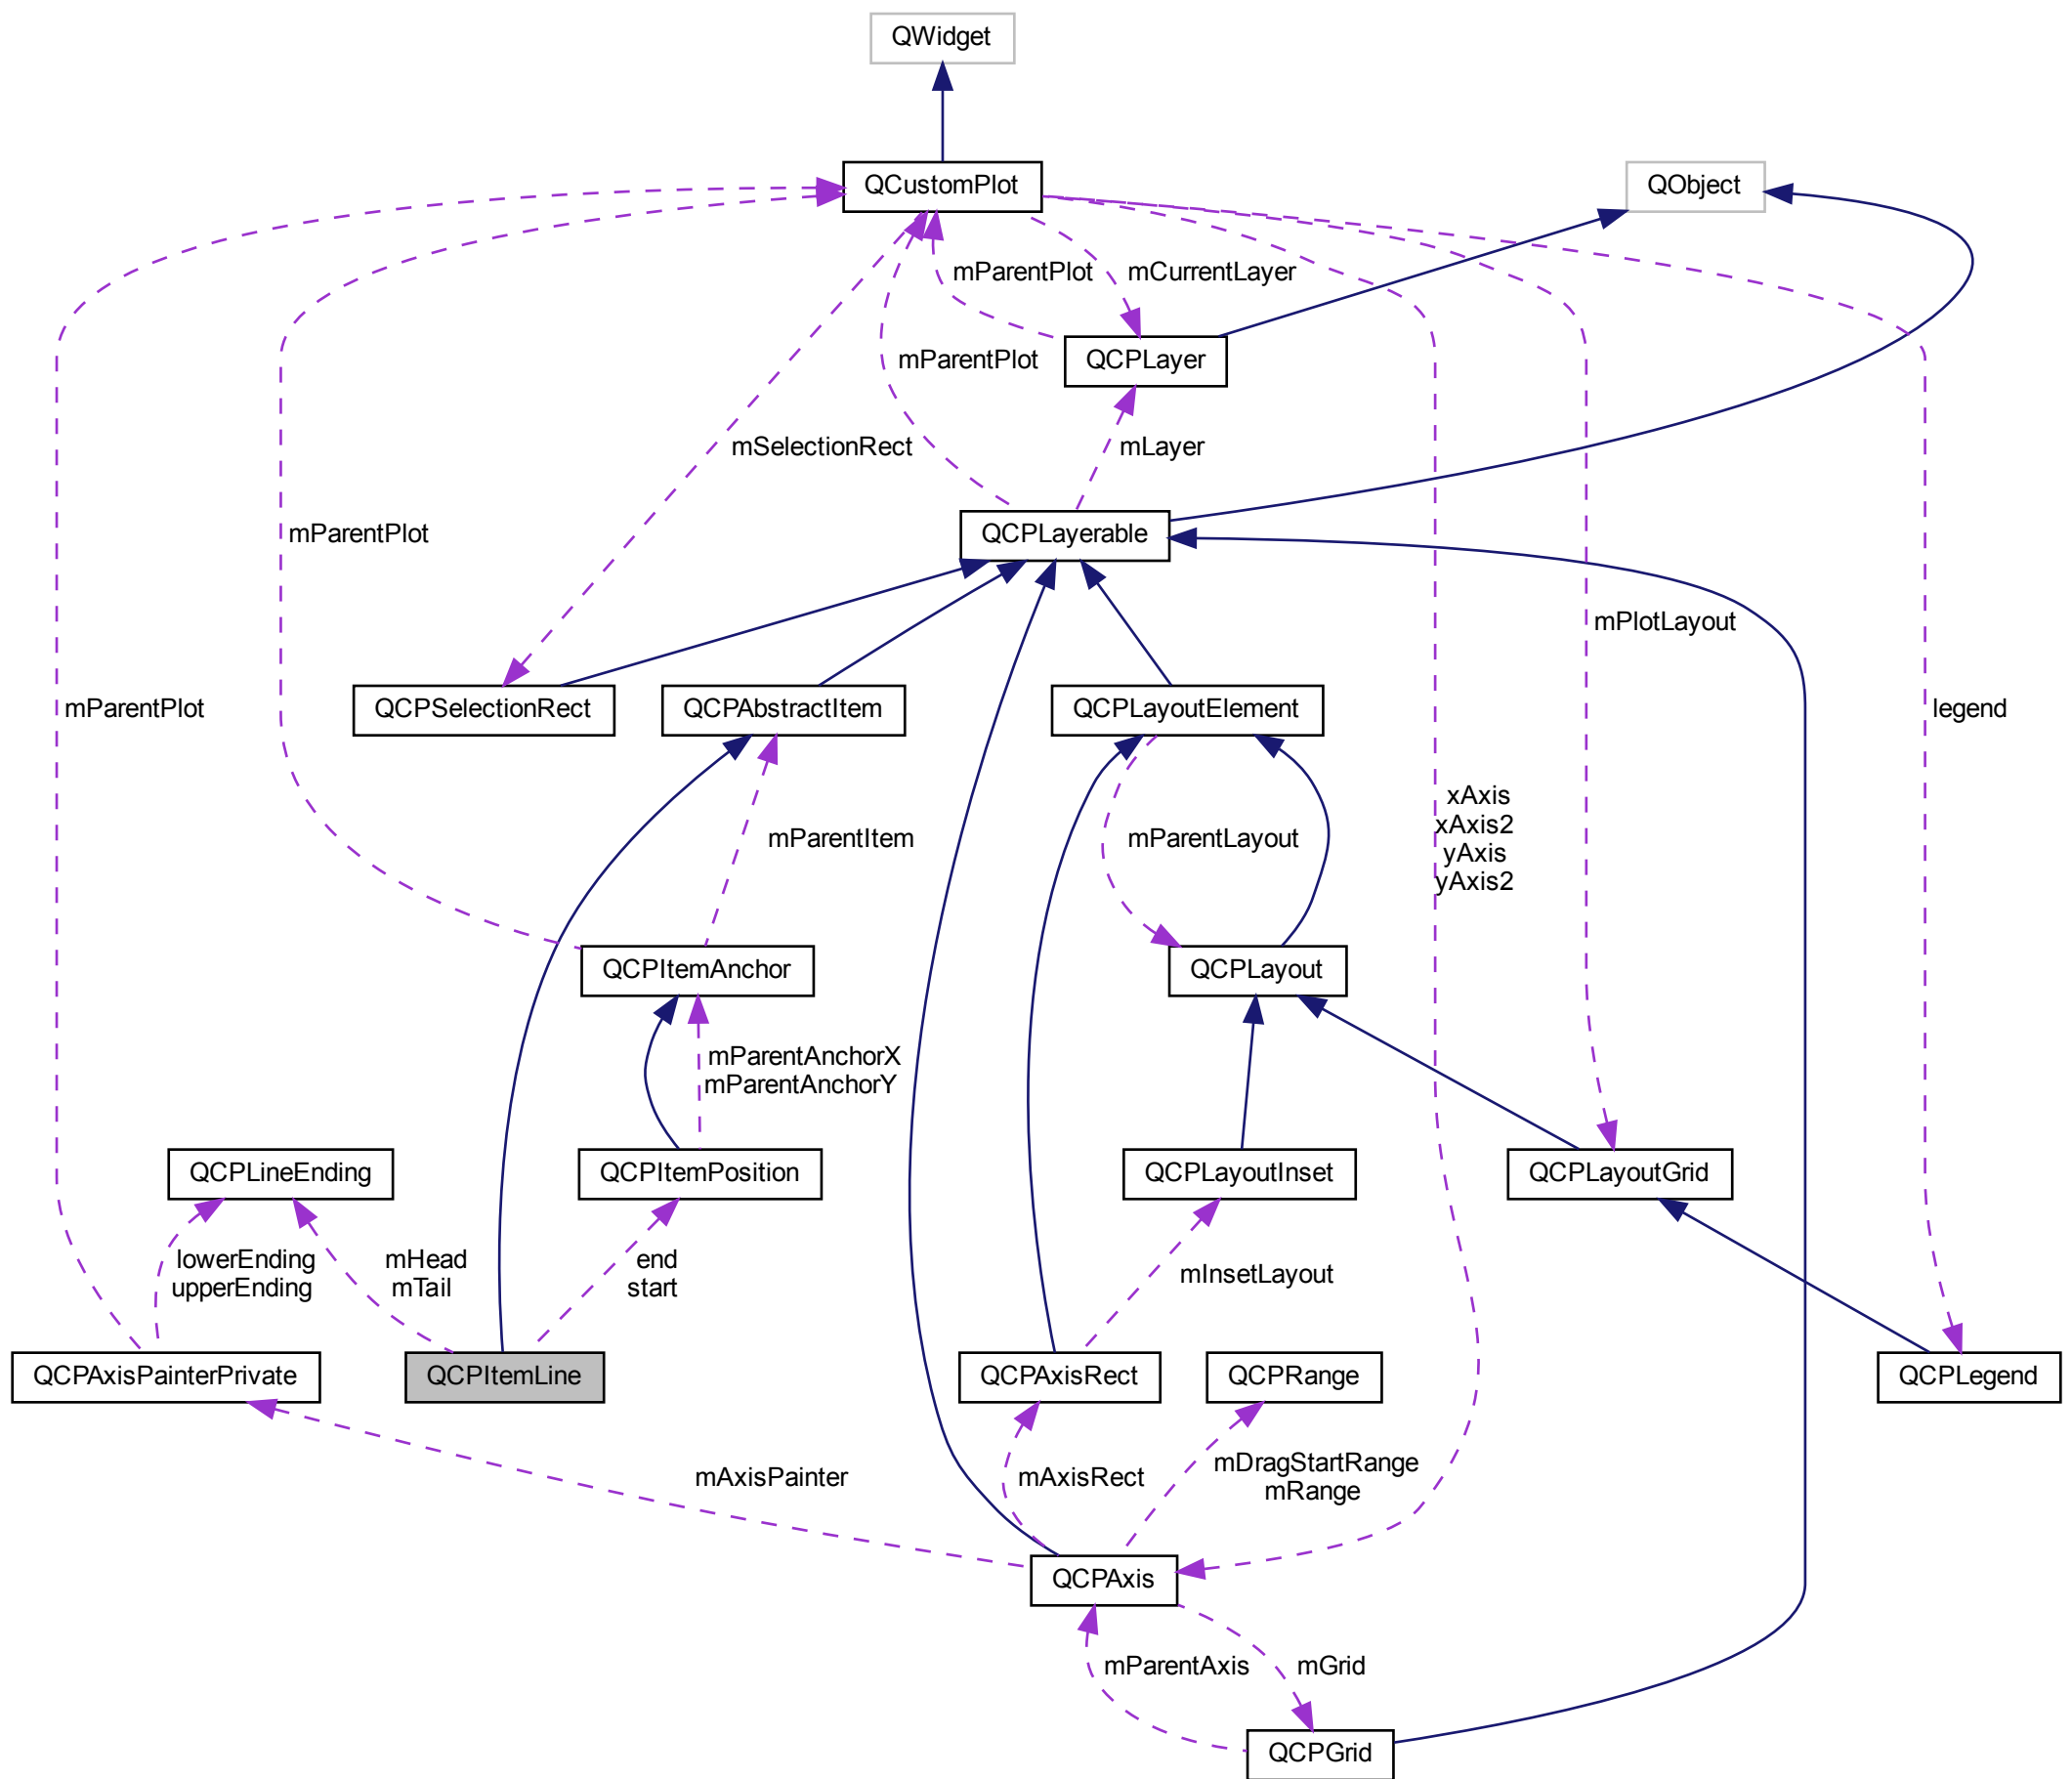 QWidget
QCustomPlot
QObject
mParentPlot
mCurrentLayer
mParentPlot
QCPLayer
mSelectionRect
mLayer
mParentPlot
QCPLayerable
mPlotLayout
mParentPlot
QCPSelectionRect
QCPAbstractItem
QCPLayoutElement
legend
xAxis
xAxis2
yAxis
yAxis2
mParentItem
mParentLayout
QCPItemAnchor
QCPLayout
mParentAnchorX
mParentAnchorY
QCPLineEnding
QCPItemPosition
QCPLayoutInset
QCPLayoutGrid
lowerEnding
upperEnding
mHead
mTail
end
start
mInsetLayout
QCPAxisPainterPrivate
QCPItemLine
QCPAxisRect
QCPRange
QCPLegend
mAxisPainter
mAxisRect
mDragStartRange
mRange
QCPAxis
mParentAxis
mGrid
QCPGrid